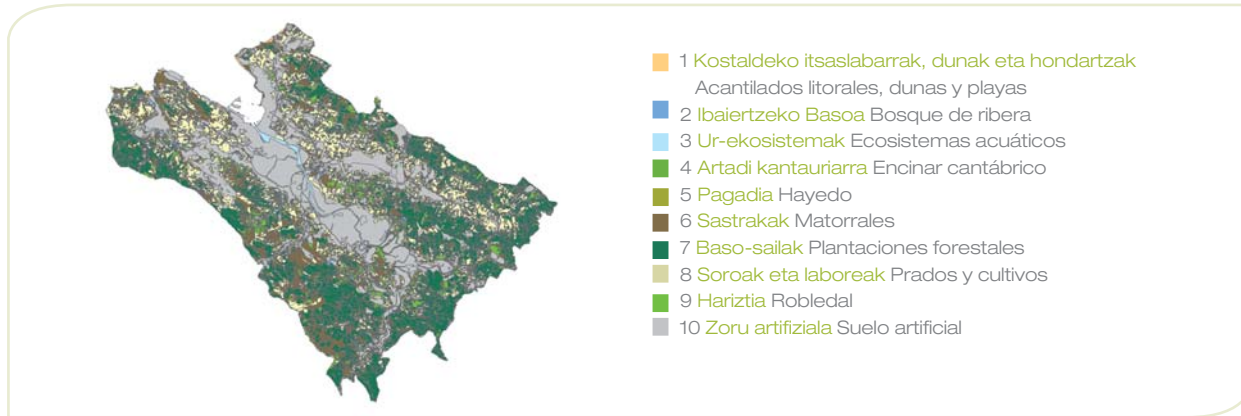 1 Kostaldeko itsaslabarrak, dunak eta hondartzak
Acantilados litorales, dunas y playas
2 Ibaiertzeko Basoa Bosque de ribera
3 Ur-ekosistemak Ecosistemas acuáticos
4 Artadi kantauriarra Encinar cantábrico
5 Pagadia Hayedo
6 Sastrakak Matorrales
7 Baso-sailak Plantaciones forestales
8 Soroak eta laboreak Prados y cultivos
9 Hariztia Robledal
10 Zoru artifiziala Suelo artificial